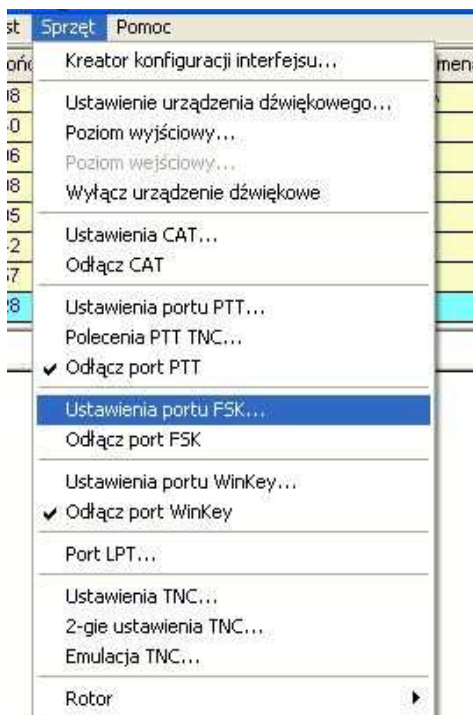 st Sprzęt Pomoc
Kreator konfiguracji interfejsu...
Ustawienie urządzenia dźwiękowego...
Poziom wyjściowy...
Poziom wejściowy...
Wyłącz urządzenie dźwiękowe
Ustawienia CAT...
Odłącz CAT
Ustawienia portu PTT...
Polecenia PTT TNC...
Odłącz port PTT
Ustawienia portu FSK...
Odłącz port FSK
Ustawienia portu WinKey...
Odłącz port WinKey
Port LPT...
Ustawienia TNC...
2-gie ustawienia TNC...
Emulacja TNC...
Rotor